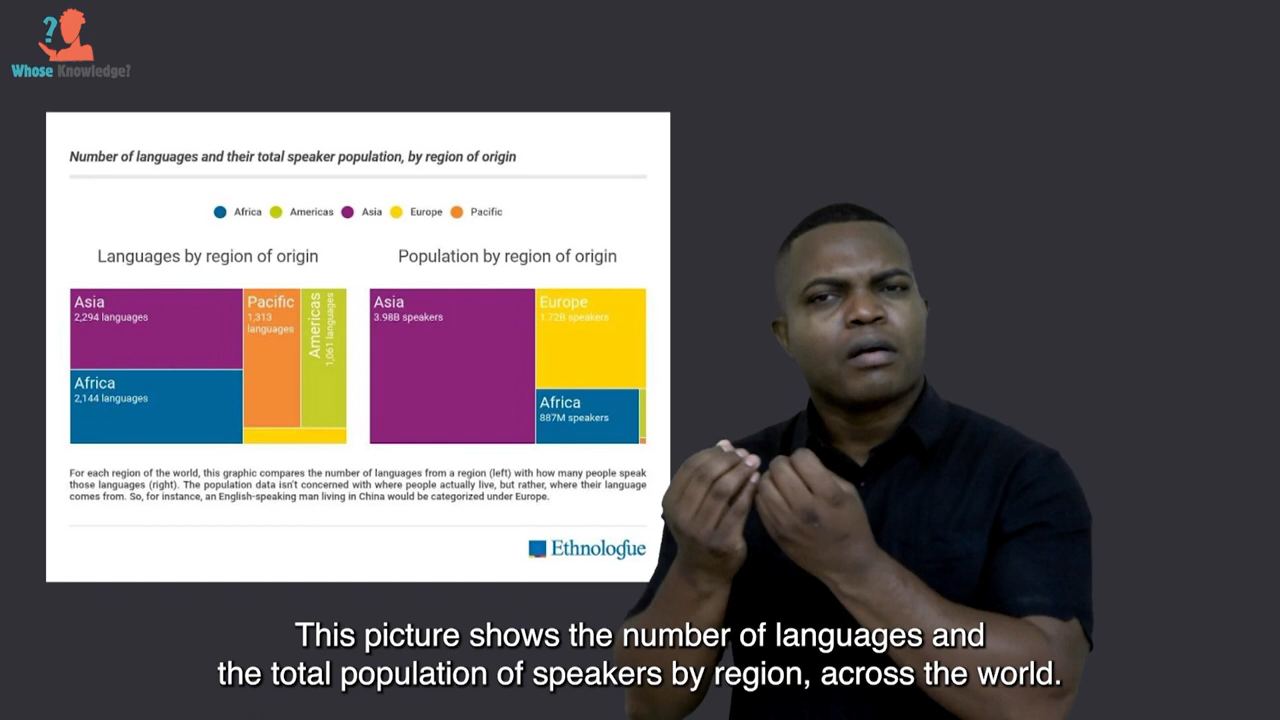 Whose Knowledge?
Number of languages and their total speaker population, by region of origin
Africa Americas Asia Europe Pacific
Languages by region of origin
Asia
2,294 languages
Africa
2,144 languages
Pacific
1,313
languages
Americas
1,061 languages
Population by region of origin
Asia
3.98B speakers
Europe
1.72B speakers
Africa
887M speakers
For each region of the world, this graphic compares the number of languages from a region (left) with how many people speak
those languages (right). The population data isn't concerned with where people actually live, but rather, where their language
comes from. So, for instance, an English-speaking man living in China would be categorized under Europe.
Ethnologue
This picture shows the number of languages and
the total population of speakers by region, across the world.